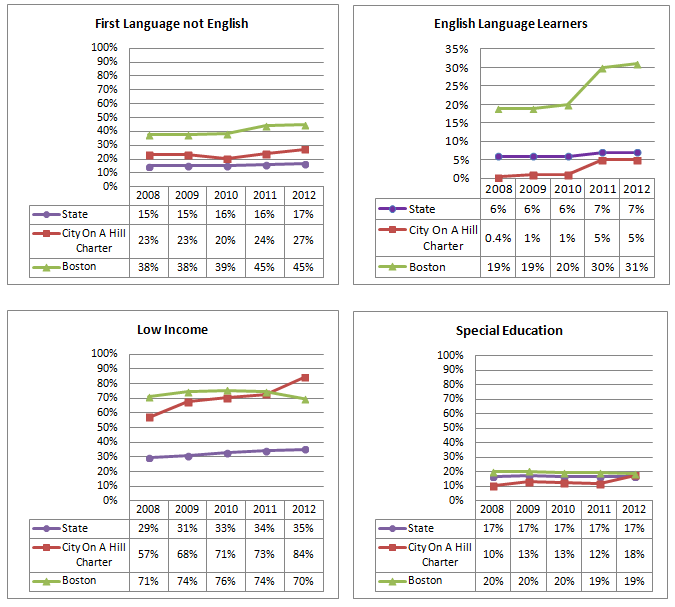 First Language not English
100%
90%
80%
70%
60%
50%
40%
30%
20%
10%
0%
2008 2009 2010 2011 2012
State 15% 15% 16% 16% 17%
City On A Hill
Charter 23% 23% 20% 24% 27%
Boston 38% 38% 39% 45% 45%
English Language Learners
35%
30%
25%
20%
15%
10%
5%
0%
2008 2009 2010 2011 2012
State 6% 6% 6% 7% 7%
City On A Hill
Charter 0.4% 1% 1% 5% 5%
Boston 19% 19% 20% 30% 31%
Low Income
100%
90%
80%
70%
60%
50%
40%
30%
20%
10%
0%
2008 2009 2010 2011 2012
State 29% 31% 33% 34% 35%
City On A Hill
Charter 57% 68% 71% 73% 84%
Boston 71% 74% 76% 74% 70%
Special Education
100%
90%
80%
70%
60%
50%
40%
30%
20%
10%
0%
2008 2009 2010 2011 2012
State 17% 17% 17% 17% 17%
City On A Hill
Charter 10% 13% 13% 12% 18%
Boston 20% 20% 20% 19% 19%